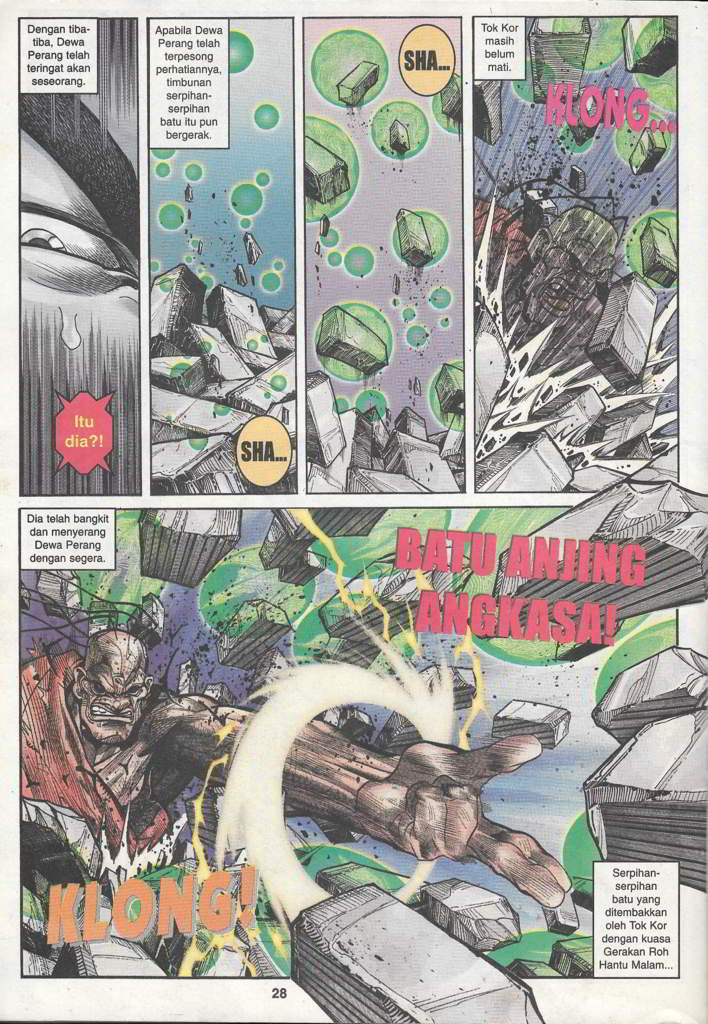 Dengan tiba-
tiba, Dewa
Perang telah
teringat akan
seseorang.
Itu
dia?!
Apabila Dewa
Perang telah
terpesong
perhatiannya,
timbunan
serpihan-
serpihan
batu itu pun
bergerak.
SHA...
SHA...
Tok Kor
masih
belum
mati.
KLONG...
Dia telah bangkit
dan menyerang
Dewa Perang
dengan segera.
BATU ANJING
ANGKASA!
KLONG!
Serpihan-
serpihan
batu yang
ditembakkan
oleh Tok Kor
dengan kuasa
Gerakan Roh
Hantu Malam...
28